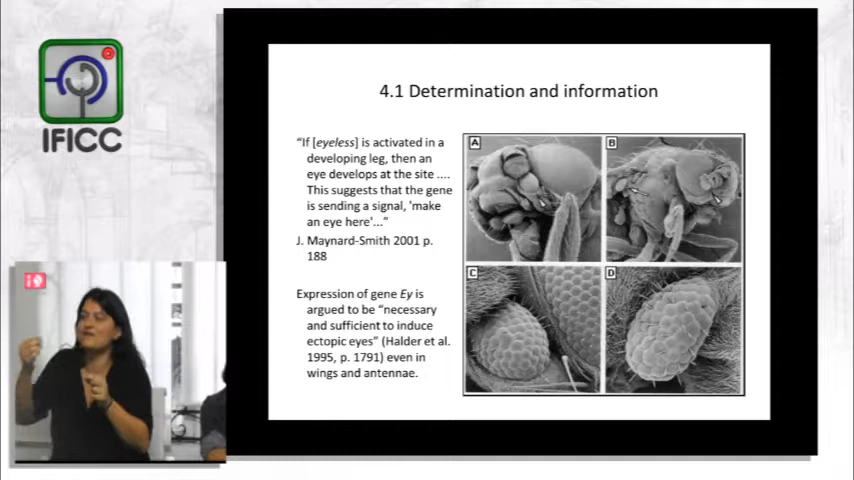 IFICC
4.1 Determination and information
“If [eyeless] is activated in a
developing leg, then an
eye develops at the site ....
This suggests that the gene
is sending a signal, 'make
an eye here'...”
J. Maynard-Smith 2001 p.
188
Expression of gene Ey is
argued to be “necessary
and sufficient to induce
ectopic eyes” (Halder et al.
1995, p. 1791) even in
wings and antennae.
A
B
C
D